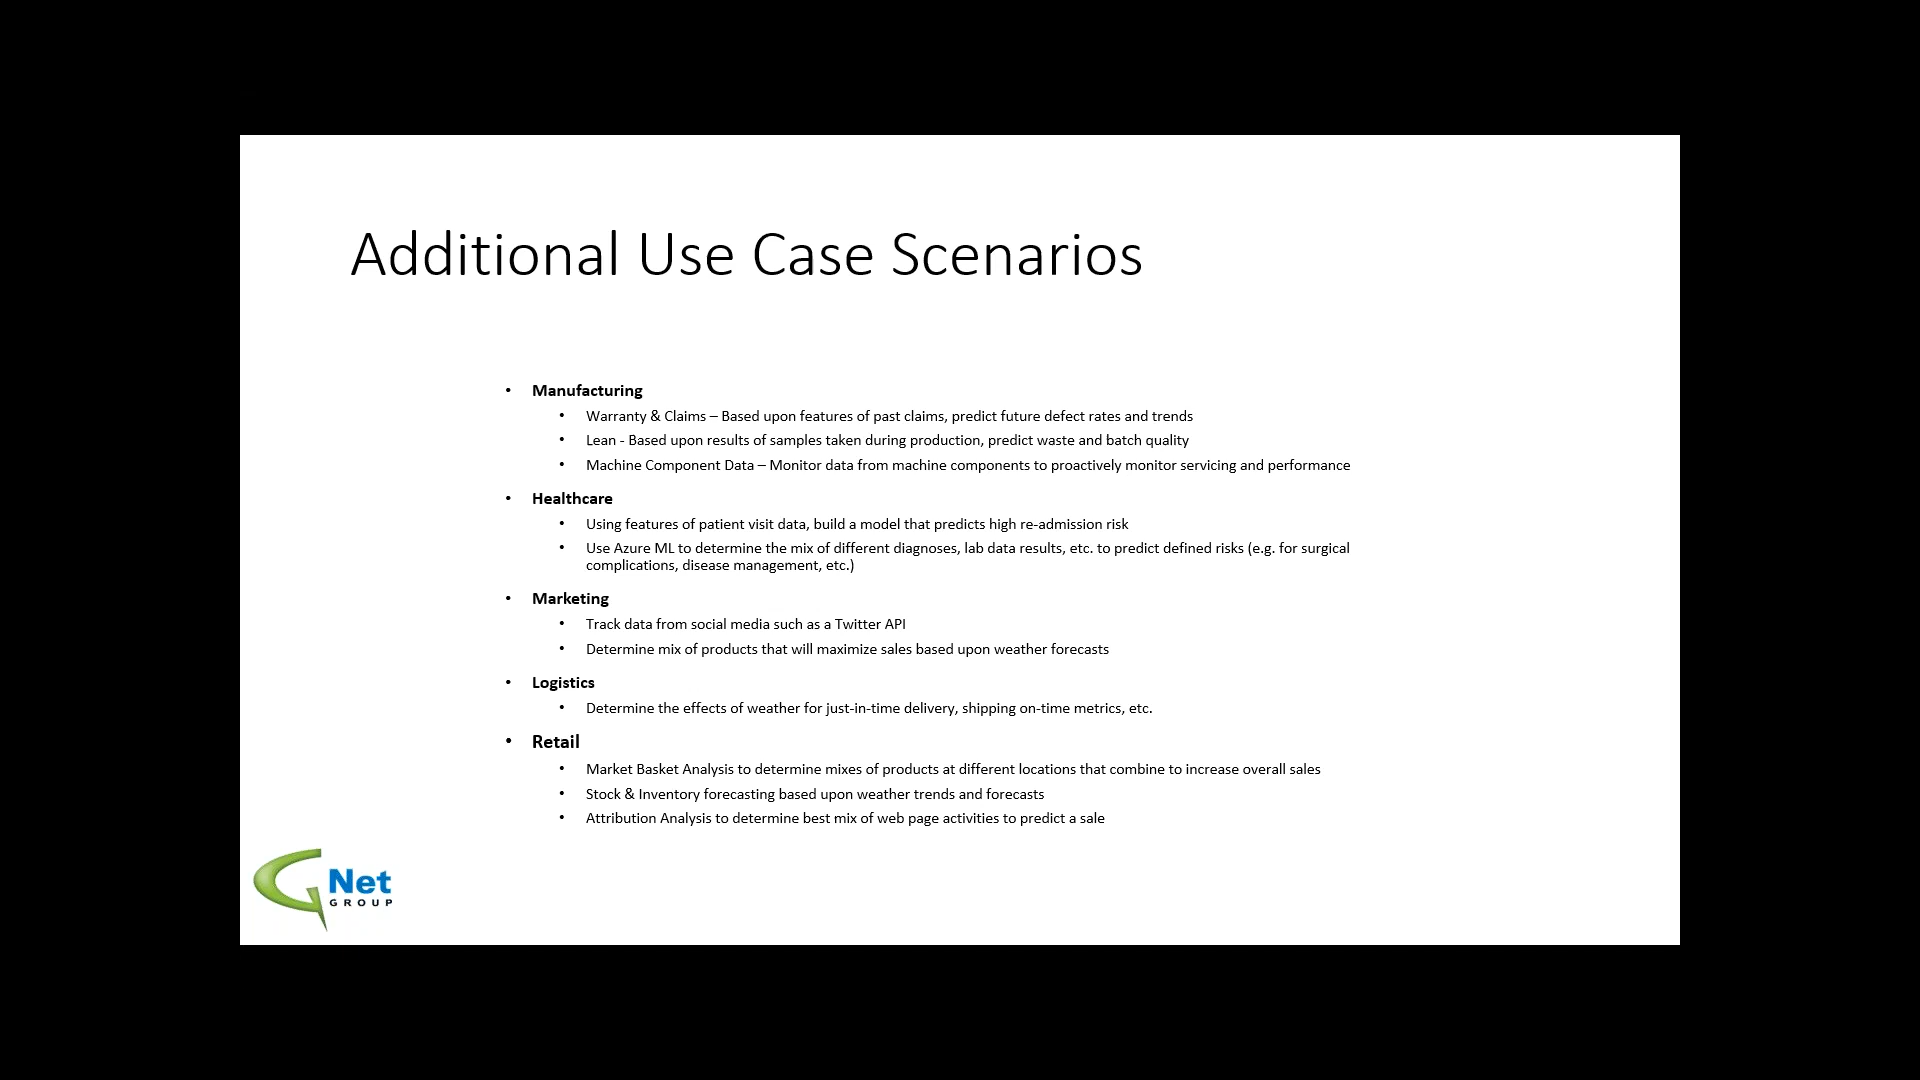 Additional Use Case Scenarios
• Manufacturing
• Warranty & Claims – Based upon features of past claims, predict future defect rates and trends
• Lean - Based upon results of samples taken during production, predict waste and batch quality
• Machine Component Data – Monitor data from machine components to proactively monitor servicing and performance
• Healthcare
• Using features of patient visit data, build a model that predicts high re-admission risk
• Use Azure ML to determine the mix of different diagnoses, lab data results, etc. to predict defined risks (e.g. for surgical
complications, disease management, etc.)
• Marketing
• Track data from social media such as a Twitter API
• Determine mix of products that will maximize sales based upon weather forecasts
• Logistics
• Determine the effects of weather for just-in-time delivery, shipping on-time metrics, etc.
• Retail
• Market Basket Analysis to determine mixes of products at different locations that combine to increase overall sales
• Stock & Inventory forecasting based upon weather trends and forecasts
• Attribution Analysis to determine best mix of web page activities to predict a sale
GNet
GROUP